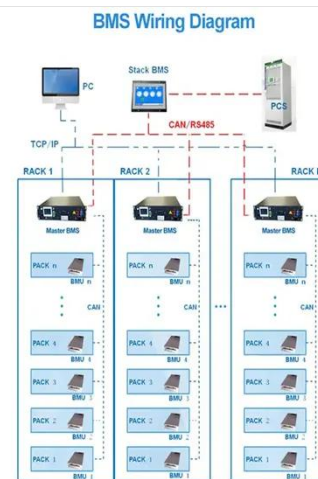 BMS Wiring Diagram
Stack BMS
PC
PCS
CAN/RS485
TCP/IP
RACK 1
RACK 2
RACK
Master BMS
Master BMS
Master BMS
PACK n
BMU n
PACK n
BMU n
PACK n
BMU n
CAN
CAN
CAN
PACK 4
BMU 4
PACK 4
BMU 4
PACK 4
BMU 4
PACK 3
BMU 3
PACK 3
BMU 3
PACK 3
BMU 3
PACK 2
BMU 2
PACK 2
BMU 2
PACK 2
BMU 2
PACK 1
BMU 1
PACK 1
BMU 1
PACK 1
BMU 1